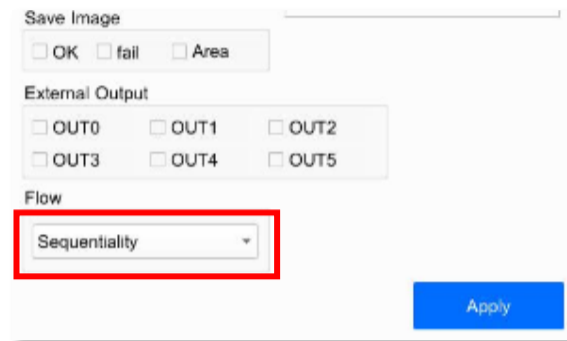 Save Image
OK fail Area
External Output
OUT0 OUT1 OUT2
OUT3 OUT4 OUT5
Flow
Sequentiality
Apply